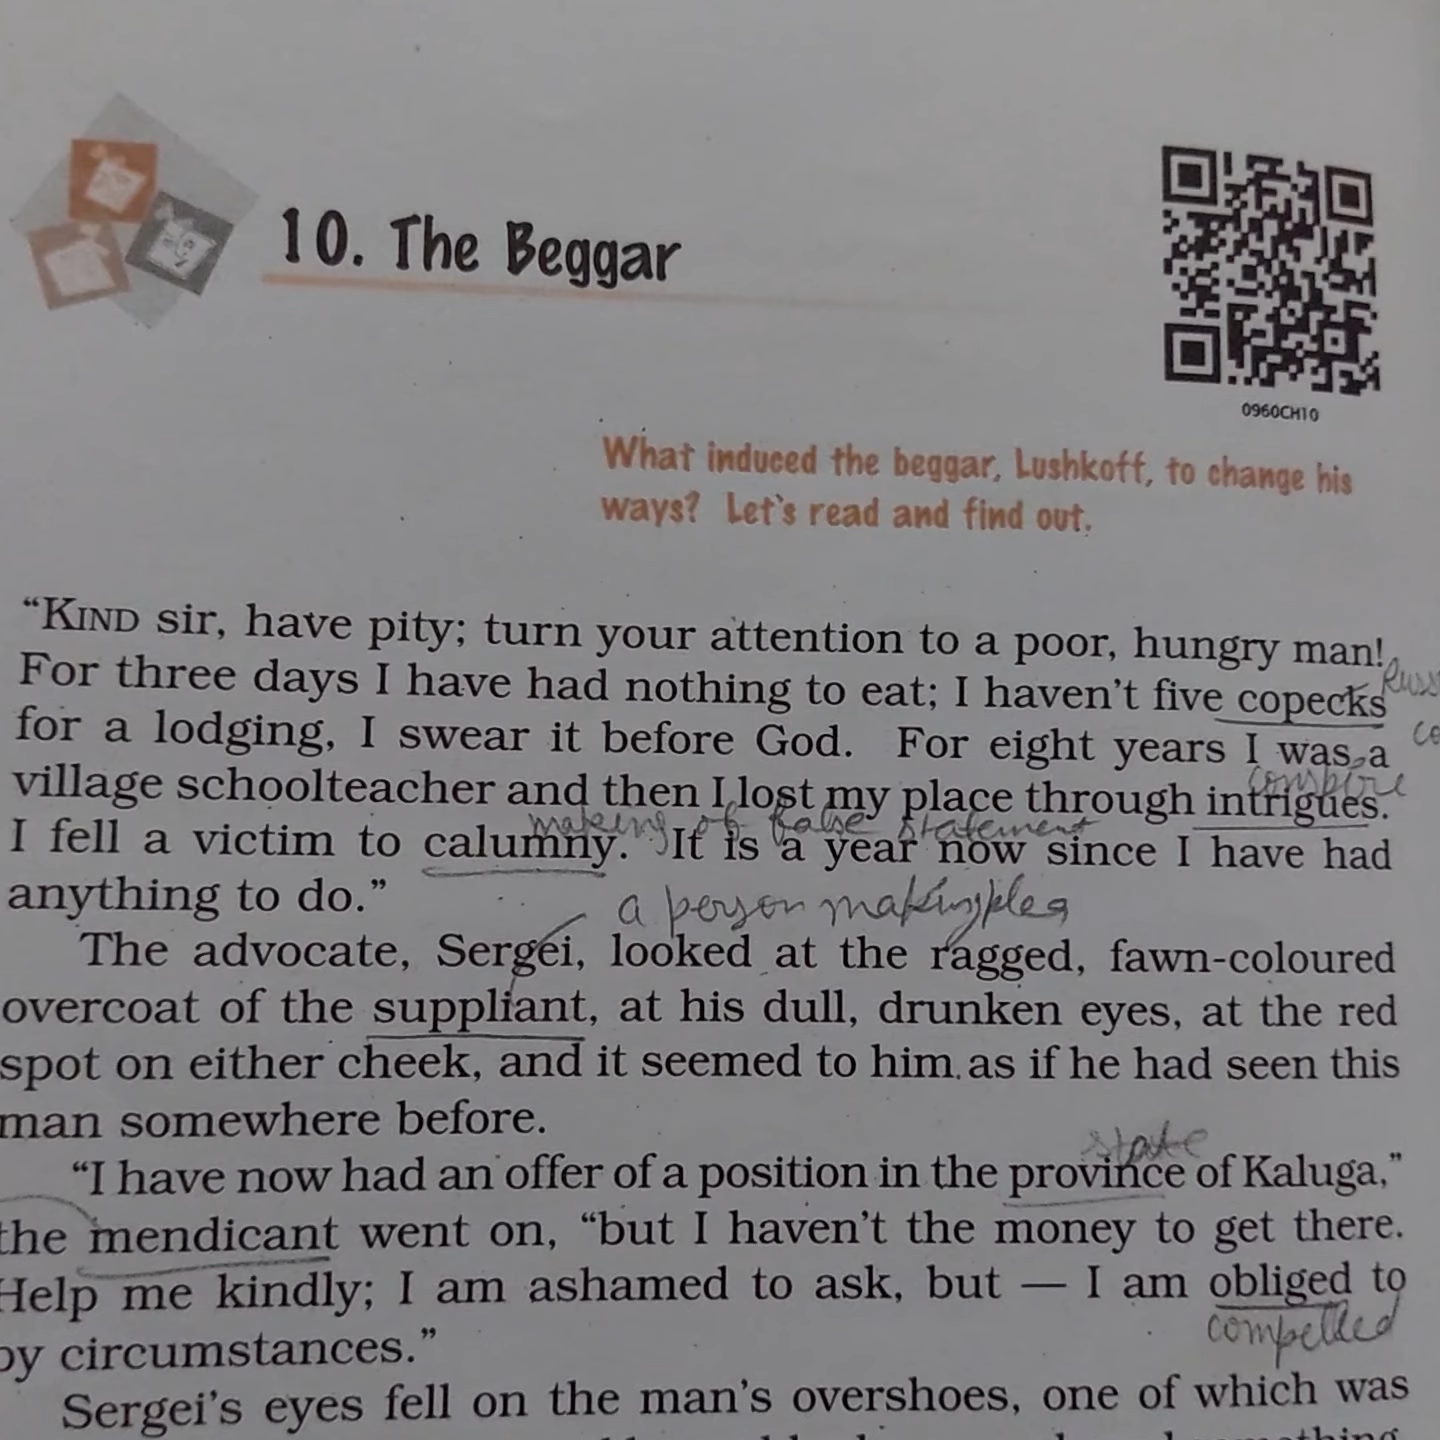 10. The Beggar
0960CH10
What induced the beggar, Lushkoff, to change his
ways? Let's read and find out.
“KIND sir, have pity; turn your attention to a poor, hungry man!
For three days I have had nothing to eat; I haven't five copecks
for a lodging, I swear it before God. For eight years I was a
conspire
village schoolteacher and then I lost my place through intrigues.
making of false statement
I fell a victim to calumny. It is a year now since I have had
anything to do.”
a person making plea
The advocate, Sergei, looked at the ragged, fawn-coloured
overcoat of the suppliant, at his dull, drunken eyes, at the red
spot on either cheek, and it seemed to him as if he had seen this
man somewhere before.
state
“I have now had an offer of a position in the province of Kaluga,”
the mendicant went on, “but I haven't the money to get there.
Help me kindly; I am ashamed to ask, but — I am obliged to
compelled
by circumstances.”
Sergei's eyes fell on the man's overshoes, one of which was